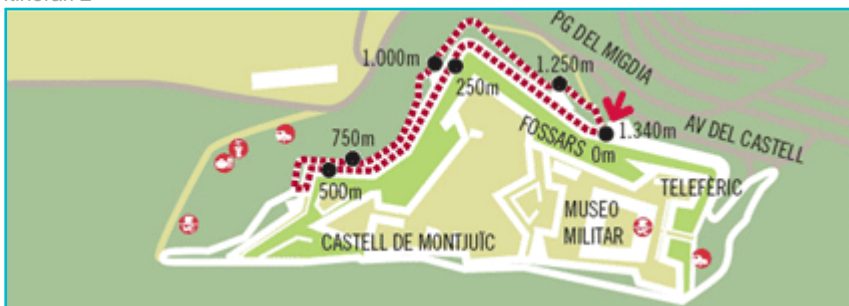 PG DEL MIGDIA
1.000m
1.250m
250m
AV DEL CASTELL
FOSSARS
1.340m
0m
750m
500m
TELEFÈRIC
MUSEO
MILITAR
CASTELL DE MONTJUÏC